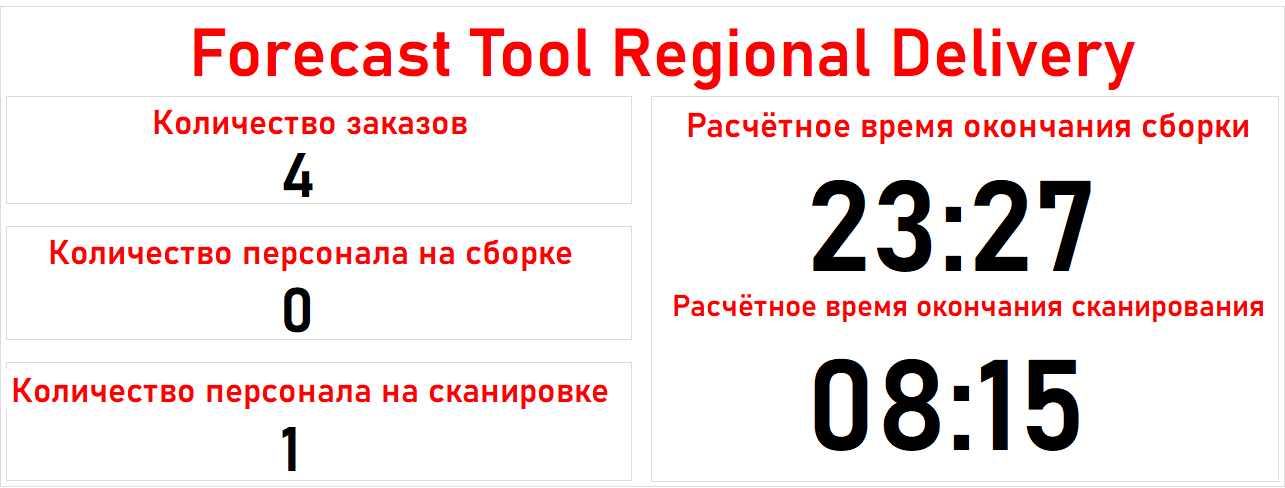 Forecast Tool Regional Delivery
Количество заказов
4
Количество персонала на сборке
0
Количество персонала на сканировке
1
Расчётное время окончания сборки
23:27
Расчётное время окончания сканирования
08:15